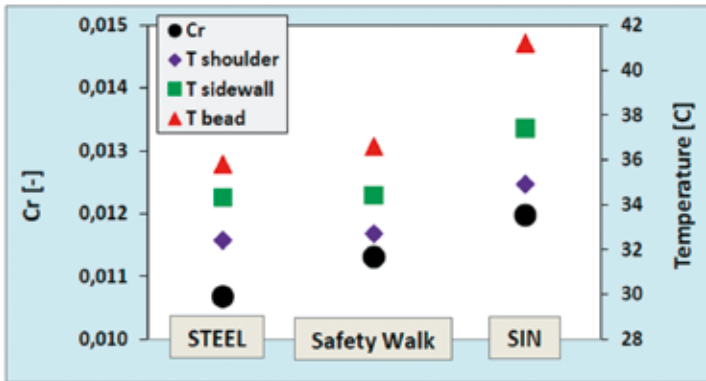 0,015
0,014
0,013
0,012
0,011
0,010
Cr [-]
Cr
T shoulder
T sidewall
T bead
STEEL
Safety Walk
SIN
42
40
38
36
34
32
30
28
Temperature [C]